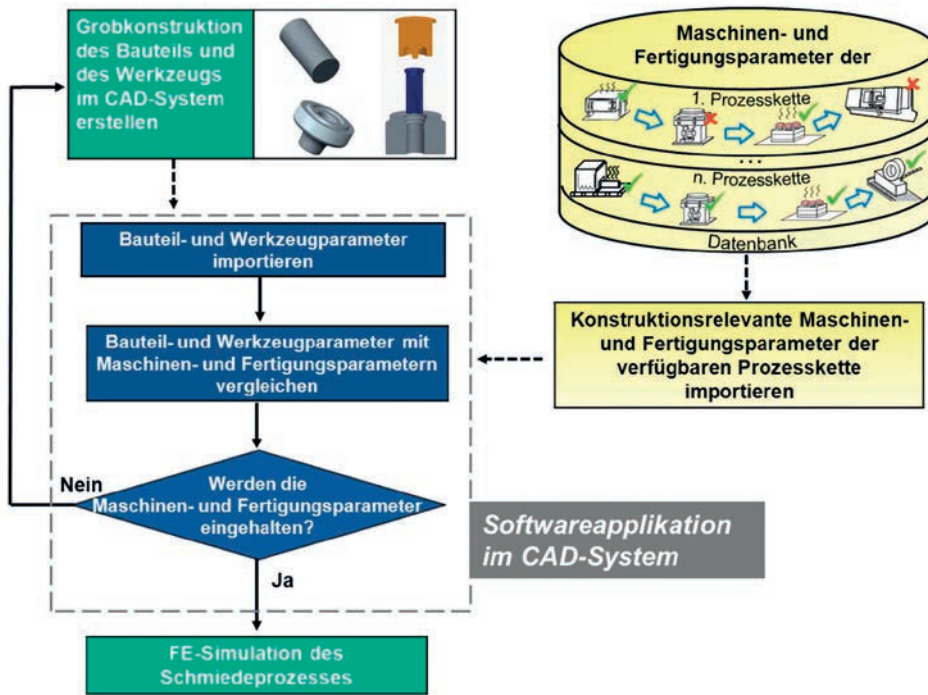 Grobkonstruktion
des Bauteils und
des Werkzeugs
im CAD-System
erstellen
Maschinen- und
Fertigungsparameter der
1. Prozesskette
...
n. Prozesskette
Datenbank
Bauteil- und Werkzeugparameter
importieren
Bauteil- und Werkzeugparameter mit
Maschinen- und Fertigungsparametern
vergleichen
Konstruktionsrelevante Maschinen-
und Fertigungsparameter der
verfügbaren Prozesskette
importieren
Nein
Werden die
Maschinen- und Fertigungsparameter
eingehalten?
Softwareapplikation
im CAD-System
Ja
FE-Simulation des
Schmiedeprozesses